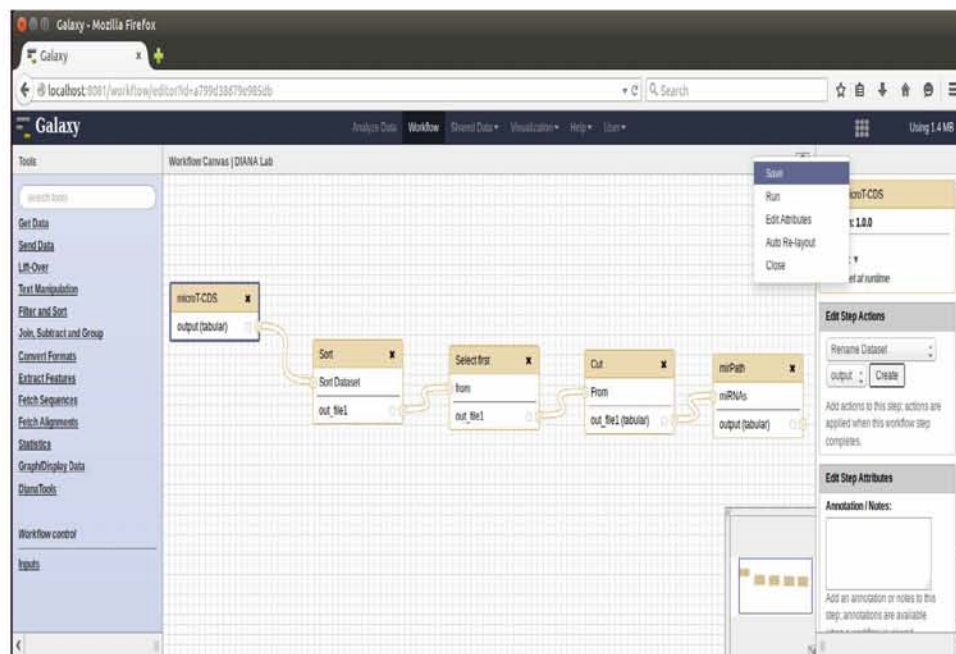 Galaxy - Mozilla Firefox
Galaxy
localhost:8081/workflow/editor?id=a799d38679e985db
Search
Galaxy
Analyze Data Workflow Shared Data Visualization Help User
Using 1.4 MB
Tools
search tools
Get Data
Send Data
Lift-Over
Text Manipulation
Filter and Sort
Join, Subtract and Group
Convert Formats
Extract Features
Fetch Sequences
Fetch Alignments
Statistics
Graph/Display Data
DianaTools
Workflow control
Inputs
Workflow Canvas | DIANA Lab
microT-CDS
output (tabular)
Sort
Sort Dataset
out_file1
Select first
from
out_file1
Cut
From
out_file1 (tabular)
mirPath
miRNAs
output (tabular)
Save
Run
Edit Attributes
Auto Re-layout
Close
croT-CDS
1.0.0
at runtime
Edit Step Actions
Rename Dataset
output Create
Add actions to this step; actions are
applied when this workflow step
completes.
Edit Step Attributes
Annotation / Notes:
Add an annotation or notes to this
step; annotations are available